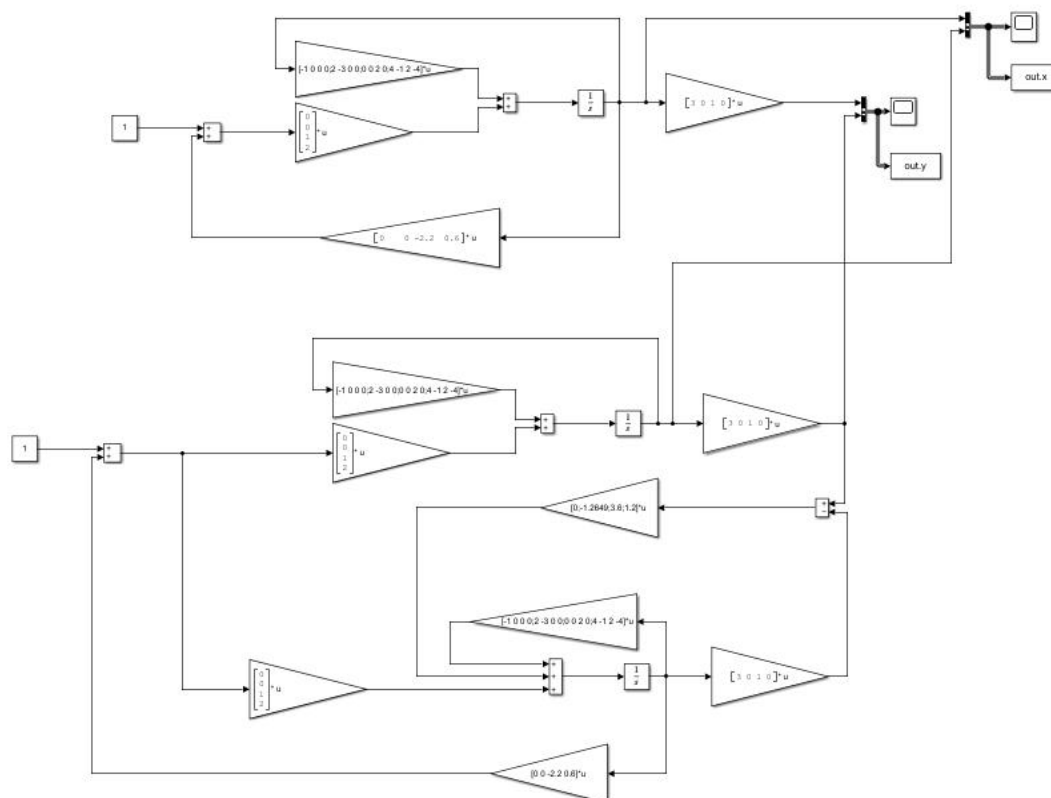 [-1 0 0 0;2 -3 0 0;0 0 2 0;4 -1 2 -4]*u
+
+
1/s
[3 0 1 0]* u
out.x
1
+
+
[0
0
1
2]* u
out.y
[0 0 -2.2 0.6]* u
[-1 0 0 0;2 -3 0 0;0 0 2 0;4 -1 2 -4]*u
+
+
1/s
[3 0 1 0]* u
1
+
+
[0
0
1
2]* u
[0;-1.2649;3.6;1.2]*u
+
−
[-1 0 0 0;2 -3 0 0;0 0 2 0;4 -1 2 -4]*u
+
+
+
1/s
[3 0 1 0]* u
[0
0
1
2]* u
[0 0 -2.2 0.6]*u